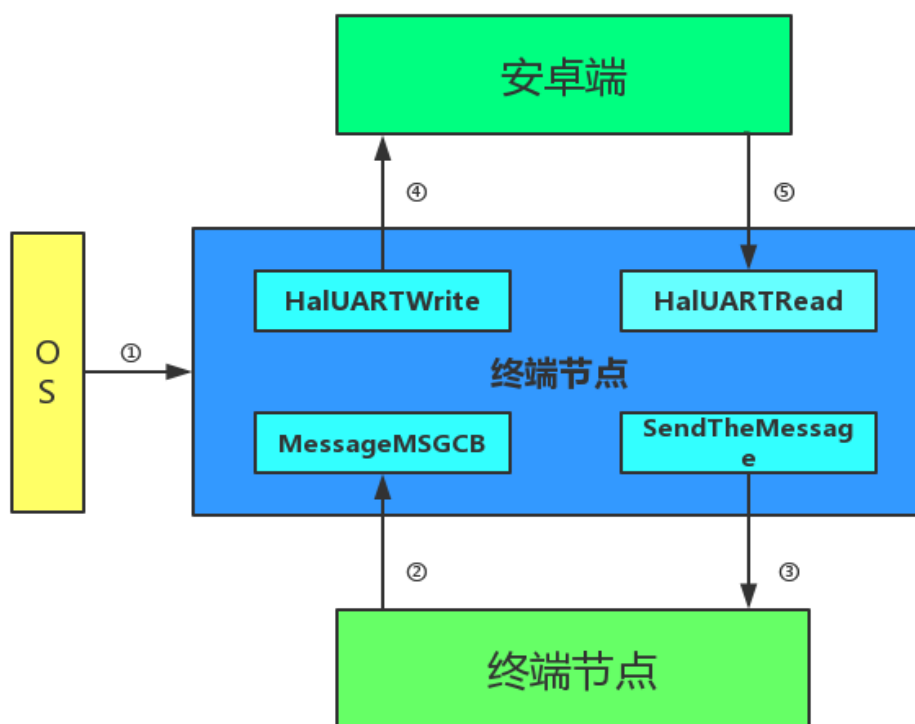 安卓端
④
⑤
HalUARTWrite
HalUARTRead
O
S
①
终端节点
MessageMSGCB
SendTheMessag
e
②
③
终端节点